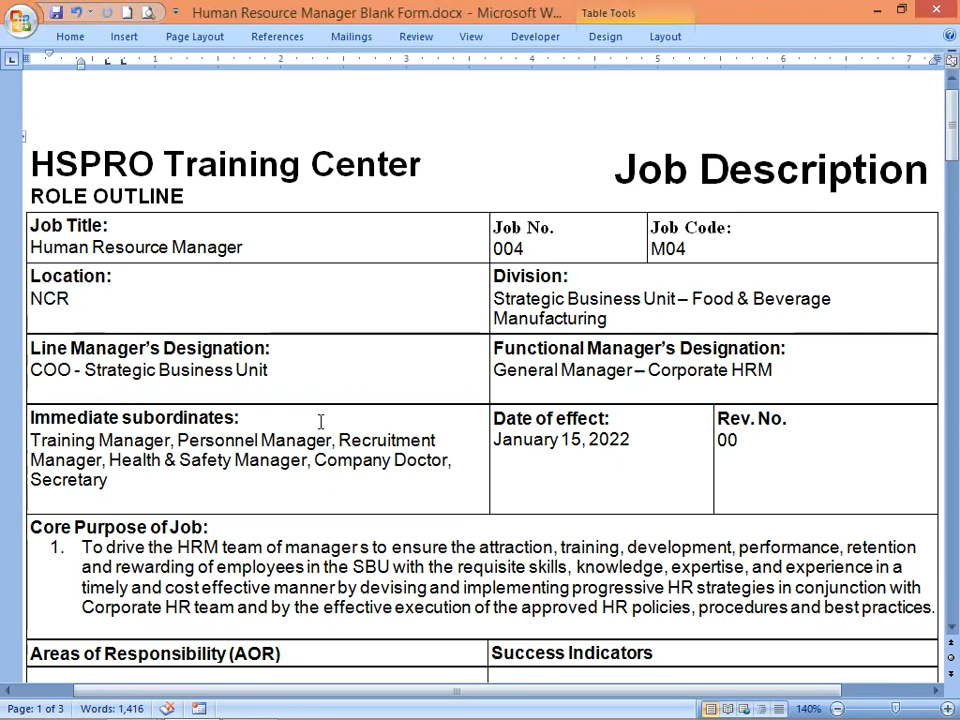 Human Resource Manager Blank Form.docx - Microsoft W...
Table Tools
Home Insert Page Layout References Mailings Review View Developer Design Layout
1 2 3 4 5 6 7
HSPRO Training Center
Job Description
ROLE OUTLINE
Job Title:
Human Resource Manager
Job No.
004
Job Code:
M04
Location:
NCR
Division:
Strategic Business Unit – Food & Beverage
Manufacturing
Line Manager's Designation:
COO - Strategic Business Unit
Functional Manager's Designation:
General Manager – Corporate HRM
Immediate subordinates:
Training Manager, Personnel Manager, Recruitment
Manager, Health & Safety Manager, Company Doctor,
Secretary
Date of effect:
January 15, 2022
Rev. No.
00
Core Purpose of Job:
1. To drive the HRM team of managers to ensure the attraction, training, development, performance, retention
and rewarding of employees in the SBU with the requisite skills, knowledge, expertise, and experience in a
timely and cost effective manner by devising and implementing progressive HR strategies in conjunction with
Corporate HR team and by the effective execution of the approved HR policies, procedures and best practices.
Areas of Responsibility (AOR)
Success Indicators
Page: 1 of 3 Words: 1,416 140%